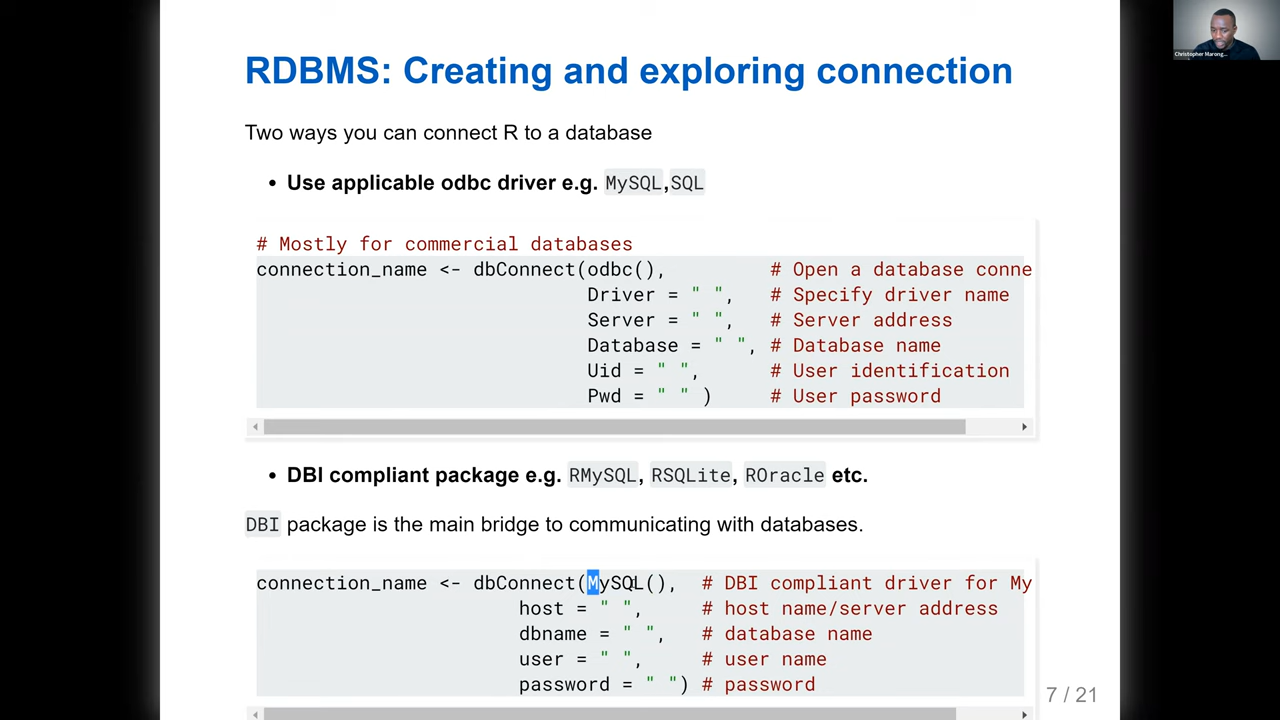 Christopher Marong...
RDBMS: Creating and exploring connection
Two ways you can connect R to a database
• Use applicable odbc driver e.g. MySQL,SQL
# Mostly for commercial databases
connection_name <- dbConnect(odbc(), # Open a database conne
Driver = " ", # Specify driver name
Server = " ", # Server address
Database = " ", # Database name
Uid = " ", # User identification
Pwd = " " ) # User password
• DBI compliant package e.g. RMySQL, RSQLite, ROracle etc.
DBI package is the main bridge to communicating with databases.
connection_name <- dbConnect(MySQL(), # DBI compliant driver for My
host = " ", # host name/server address
dbname = " ", # database name
user = " ", # user name
password = " ") # password
7 / 21